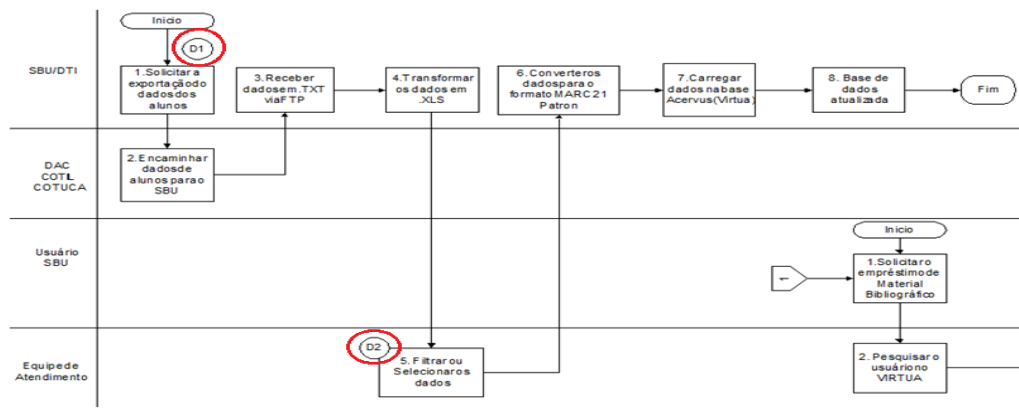 Inicio
D1
SBU/DTI
1.Solicitar a
exportação do
dados dos
alunos
3. Receber
dados em .TXT
via FTP
4. Transformar
os dados em
.XLS
6. Converter os
dados para o
formato MARC 21
Patron
7. Carregar
dados na base
Acervus(Virtua)
8. Base de
dados
atualizada
Fim
DAC
COTIL
COTUCA
2. Encaminhar
dados de
alunos para o
SBU
Usuário
SBU
Inicio
1
1.Solicitar o
empréstimo de
Material
Bibliográfico
Equipe de
Atendimento
D2
5. Filtrar ou
Selecionar os
dados
2. Pesquisar o
usuário no
VIRTUA